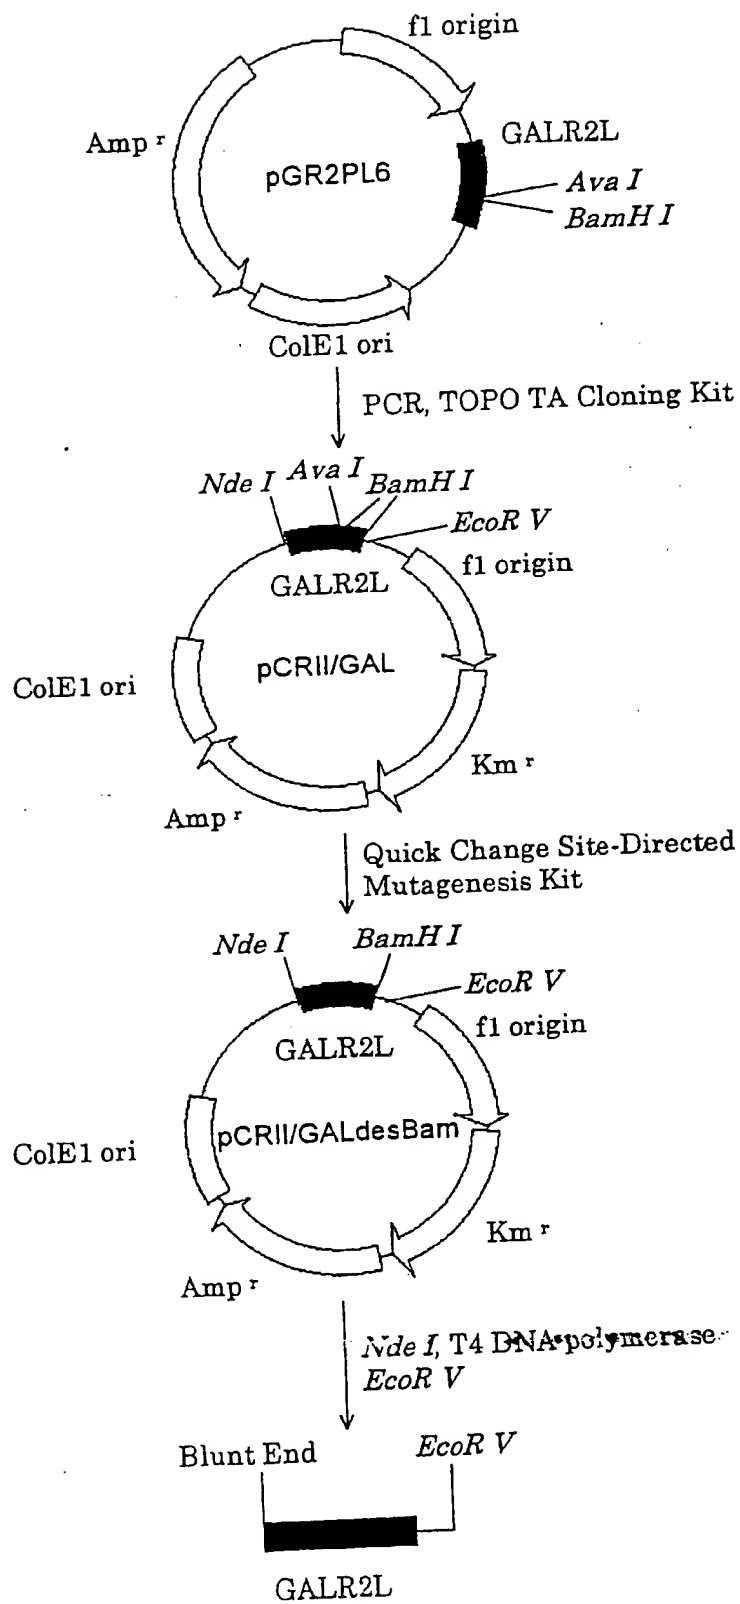 f1 origin
Amp r
GALR2L
pGR2PL6
Ava I
BamH I
ColE1 ori
PCR, TOPO TA Cloning Kit
Nde I
Ava I
BamH I
EcoR V
f1 origin
GALR2L
pCRII/GAL
ColE1 ori
Km r
Amp r
Quick Change Site-Directed
Mutagenesis Kit
Nde I
BamH I
EcoR V
f1 origin
GALR2L
pCRII/GALdesBam
ColE1 ori
Km r
Amp r
Nde I, T4 DNA polymerase
EcoR V
Blunt End
EcoR V
GALR2L